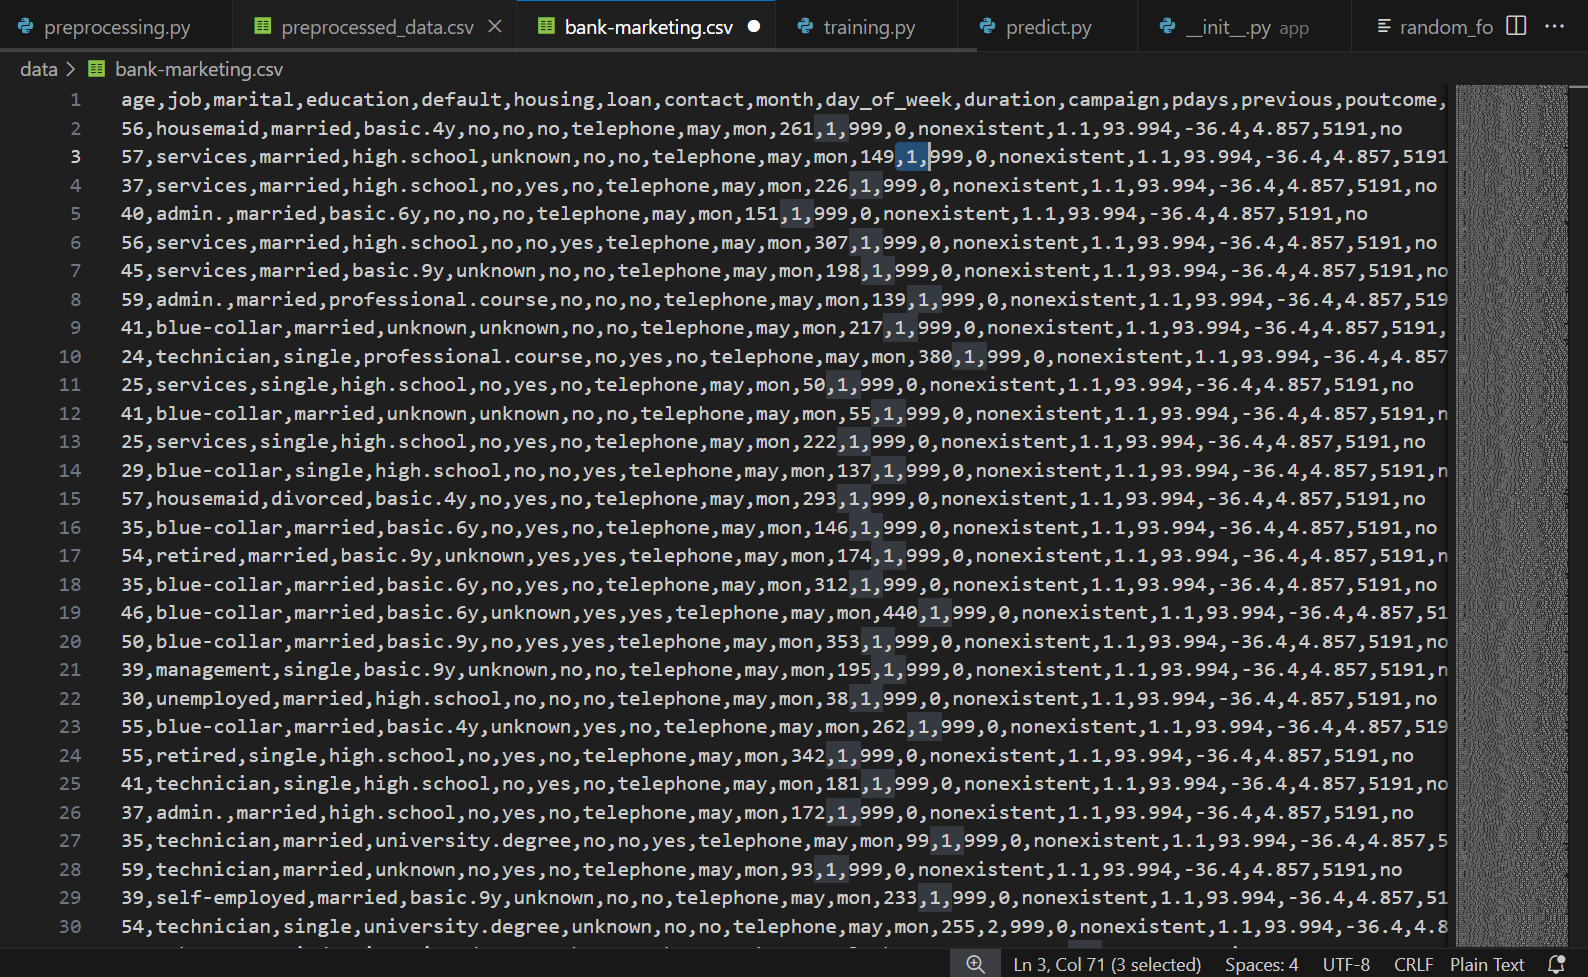 preprocessing.py preprocessed_data.csv bank-marketing.csv training.py predict.py __init__.py app random_fo
data > bank-marketing.csv
1 age,job,marital,education,default,housing,loan,contact,month,day_of_week,duration,campaign,pdays,previous,poutcome,
2 56,housemaid,married,basic.4y,no,no,no,telephone,may,mon,261,1,999,0,nonexistent,1.1,93.994,-36.4,4.857,5191,no
3 57,services,married,high.school,unknown,no,no,telephone,may,mon,149,1,999,0,nonexistent,1.1,93.994,-36.4,4.857,5191
4 37,services,married,high.school,no,yes,no,telephone,may,mon,226,1,999,0,nonexistent,1.1,93.994,-36.4,4.857,5191,no
5 40,admin.,married,basic.6y,no,no,no,telephone,may,mon,151,1,999,0,nonexistent,1.1,93.994,-36.4,4.857,5191,no
6 56,services,married,high.school,no,no,yes,telephone,may,mon,307,1,999,0,nonexistent,1.1,93.994,-36.4,4.857,5191,no
7 45,services,married,basic.9y,unknown,no,no,telephone,may,mon,198,1,999,0,nonexistent,1.1,93.994,-36.4,4.857,5191,no
8 59,admin.,married,professional.course,no,no,no,telephone,may,mon,139,1,999,0,nonexistent,1.1,93.994,-36.4,4.857,519
9 41,blue-collar,married,unknown,unknown,no,no,telephone,may,mon,217,1,999,0,nonexistent,1.1,93.994,-36.4,4.857,5191,
10 24,technician,single,professional.course,no,yes,no,telephone,may,mon,380,1,999,0,nonexistent,1.1,93.994,-36.4,4.857
11 25,services,single,high.school,no,yes,no,telephone,may,mon,50,1,999,0,nonexistent,1.1,93.994,-36.4,4.857,5191,no
12 41,blue-collar,married,unknown,unknown,no,no,telephone,may,mon,55,1,999,0,nonexistent,1.1,93.994,-36.4,4.857,5191,n
13 25,services,single,high.school,no,yes,no,telephone,may,mon,222,1,999,0,nonexistent,1.1,93.994,-36.4,4.857,5191,no
14 29,blue-collar,single,high.school,no,no,yes,telephone,may,mon,137,1,999,0,nonexistent,1.1,93.994,-36.4,4.857,5191,n
15 57,housemaid,divorced,basic.4y,no,yes,no,telephone,may,mon,293,1,999,0,nonexistent,1.1,93.994,-36.4,4.857,5191,no
16 35,blue-collar,married,basic.6y,no,yes,no,telephone,may,mon,146,1,999,0,nonexistent,1.1,93.994,-36.4,4.857,5191,no
17 54,retired,married,basic.9y,unknown,yes,yes,telephone,may,mon,174,1,999,0,nonexistent,1.1,93.994,-36.4,4.857,5191,n
18 35,blue-collar,married,basic.6y,no,yes,no,telephone,may,mon,312,1,999,0,nonexistent,1.1,93.994,-36.4,4.857,5191,no
19 46,blue-collar,married,basic.6y,unknown,yes,yes,telephone,may,mon,440,1,999,0,nonexistent,1.1,93.994,-36.4,4.857,51
20 50,blue-collar,married,basic.9y,no,yes,yes,telephone,may,mon,353,1,999,0,nonexistent,1.1,93.994,-36.4,4.857,5191,no
21 39,management,single,basic.9y,unknown,no,no,telephone,may,mon,195,1,999,0,nonexistent,1.1,93.994,-36.4,4.857,5191,n
22 30,unemployed,married,high.school,no,no,no,telephone,may,mon,38,1,999,0,nonexistent,1.1,93.994,-36.4,4.857,5191,no
23 55,blue-collar,married,basic.4y,unknown,yes,no,telephone,may,mon,262,1,999,0,nonexistent,1.1,93.994,-36.4,4.857,519
24 55,retired,single,high.school,no,yes,no,telephone,may,mon,342,1,999,0,nonexistent,1.1,93.994,-36.4,4.857,5191,no
25 41,technician,single,high.school,no,yes,no,telephone,may,mon,181,1,999,0,nonexistent,1.1,93.994,-36.4,4.857,5191,no
26 37,admin.,married,high.school,no,yes,no,telephone,may,mon,172,1,999,0,nonexistent,1.1,93.994,-36.4,4.857,5191,no
27 35,technician,married,university.degree,no,no,yes,telephone,may,mon,99,1,999,0,nonexistent,1.1,93.994,-36.4,4.857,5
28 59,technician,married,unknown,no,yes,no,telephone,may,mon,93,1,999,0,nonexistent,1.1,93.994,-36.4,4.857,5191,no
29 39,self-employed,married,basic.9y,unknown,no,no,telephone,may,mon,233,1,999,0,nonexistent,1.1,93.994,-36.4,4.857,51
30 54,technician,single,university.degree,unknown,no,no,telephone,may,mon,255,2,999,0,nonexistent,1.1,93.994,-36.4,4.8
Ln 3, Col 71 (3 selected) Spaces: 4 UTF-8 CRLF Plain Text